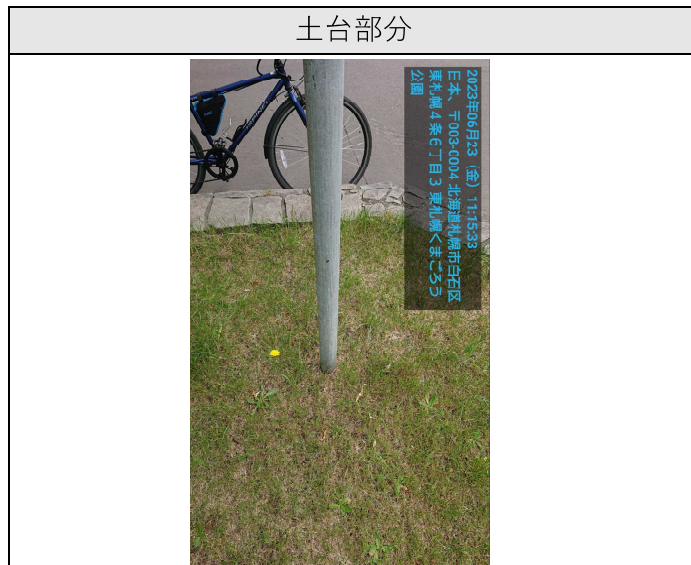 土台部分
2023年06月23 (金) 11:15:33
日本、〒003-0004 北海道札幌市白石区
東札幌4条6丁目3 東札幌くまごろう
公園